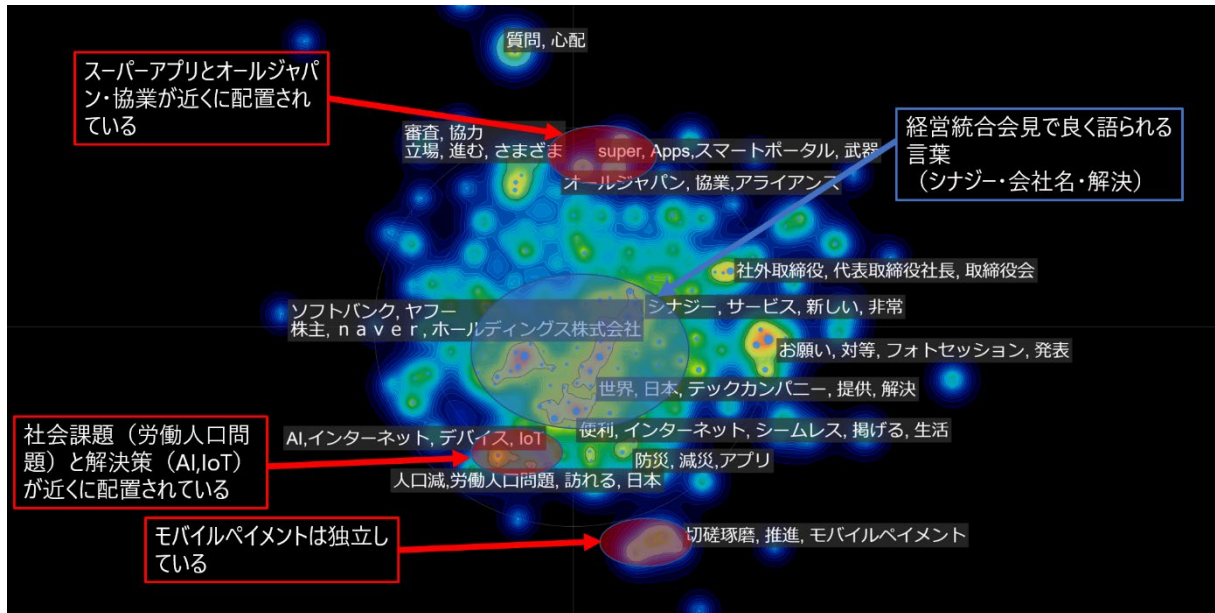 質問, 心配
スーパーアプリとオールジャパ
ン・協業が近くに配置され
ている
審査, 協力
立場, 進む, さまざま
super, Apps,スマートポータル, 武器
オールジャパン, 協業,アライアンス
経営統合会見で良く語られる
言葉
（シナジー・会社名・解決）
社外取締役, 代表取締役社長, 取締役会
ソフトバンク, ヤフー
株主, ｎａｖｅｒ, ホールディングス株式会社
シナジー, サービス, 新しい, 非常
お願い, 対等, フォトセッション, 発表
世界, 日本, テックカンパニー, 提供, 解決
社会課題（労働人口問
題）と解決策（AI,IoT）
が近くに配置されている
AI,インターネット, デバイス, IoT
便利, インターネット, シームレス, 掲げる, 生活
防災, 減災,アプリ
人口減,労働人口問題, 訪れる, 日本
モバイルペイメントは独立し
ている
切磋琢磨, 推進, モバイルペイメント